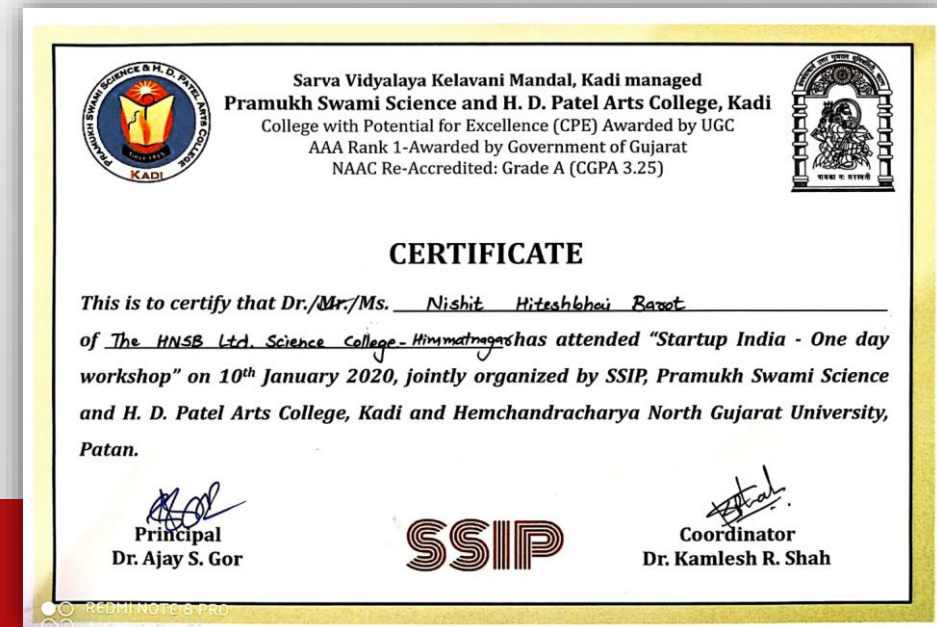 PRAMUKH SWAMI SCIENCE & H. D. PATEL ARTS COLLEGE
Since 1965
KADI
Sarva Vidyalaya Kelavani Mandal, Kadi managed
Pramukh Swami Science and H. D. Patel Arts College, Kadi
College with Potential for Excellence (CPE) Awarded by UGC
AAA Rank 1-Awarded by Government of Gujarat
NAAC Re-Accredited: Grade A (CGPA 3.25)
पावका नः सरस्वती
CERTIFICATE
This is to certify that Dr./Mr./Ms. Nishit Hiteshbhai Barot
of The HNSB Ltd. Science College - Himmatnagar has attended “Startup India - One day
workshop” on 10th January 2020, jointly organized by SSIP, Pramukh Swami Science
and H. D. Patel Arts College, Kadi and Hemchandracharya North Gujarat University,
Patan.
Principal
Dr. Ajay S. Gor
SSIP
Coordinator
Dr. Kamlesh R. Shah
REDMI NOTE 8 PRO